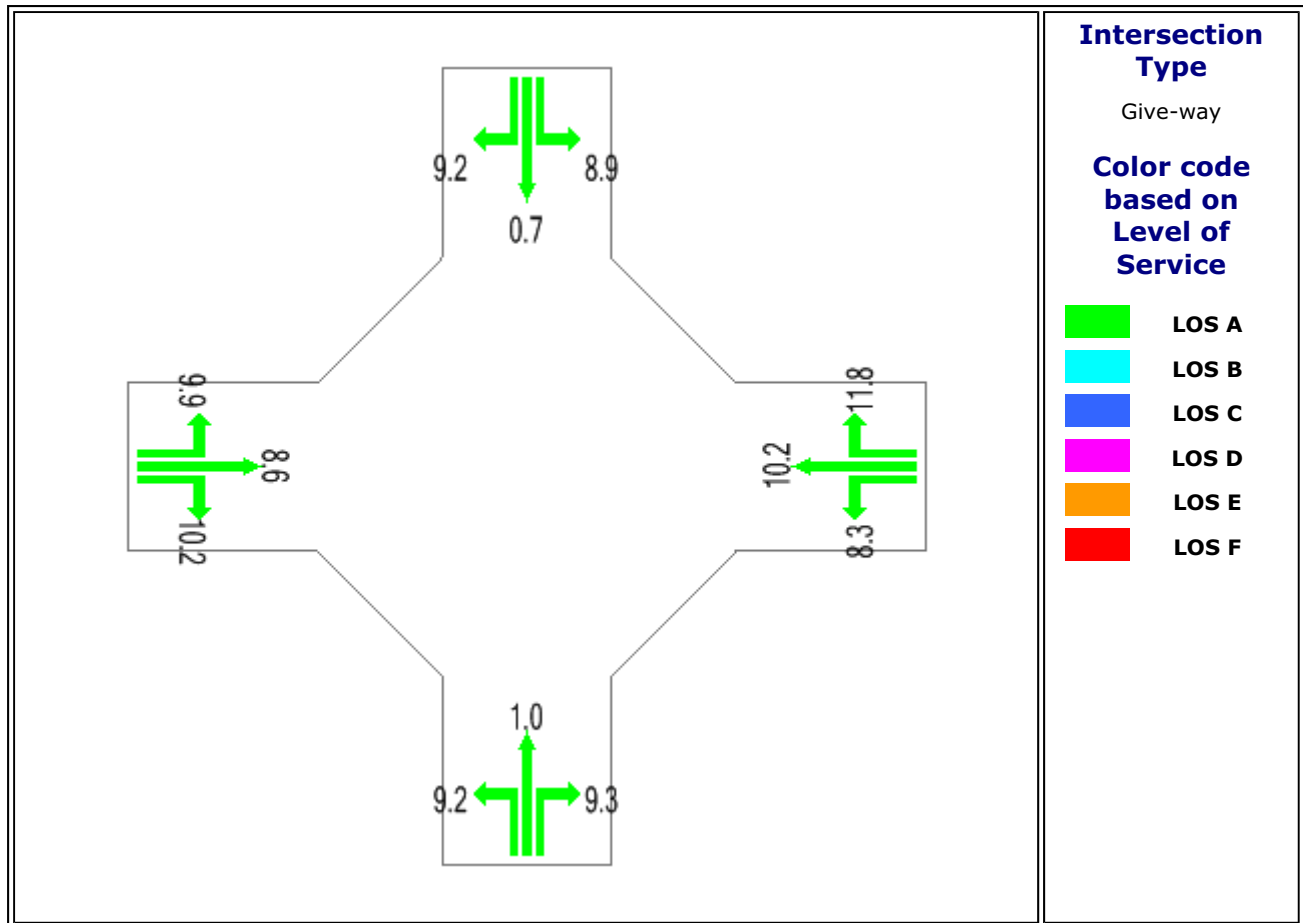 9.2
8.9
0.7
9.9
8.6
10.2
11.8
10.2
8.3
1.0
9.2
9.3
Intersection
Type
Give-way
Color code
based on
Level of
Service
LOS A
LOS B
LOS C
LOS D
LOS E
LOS F